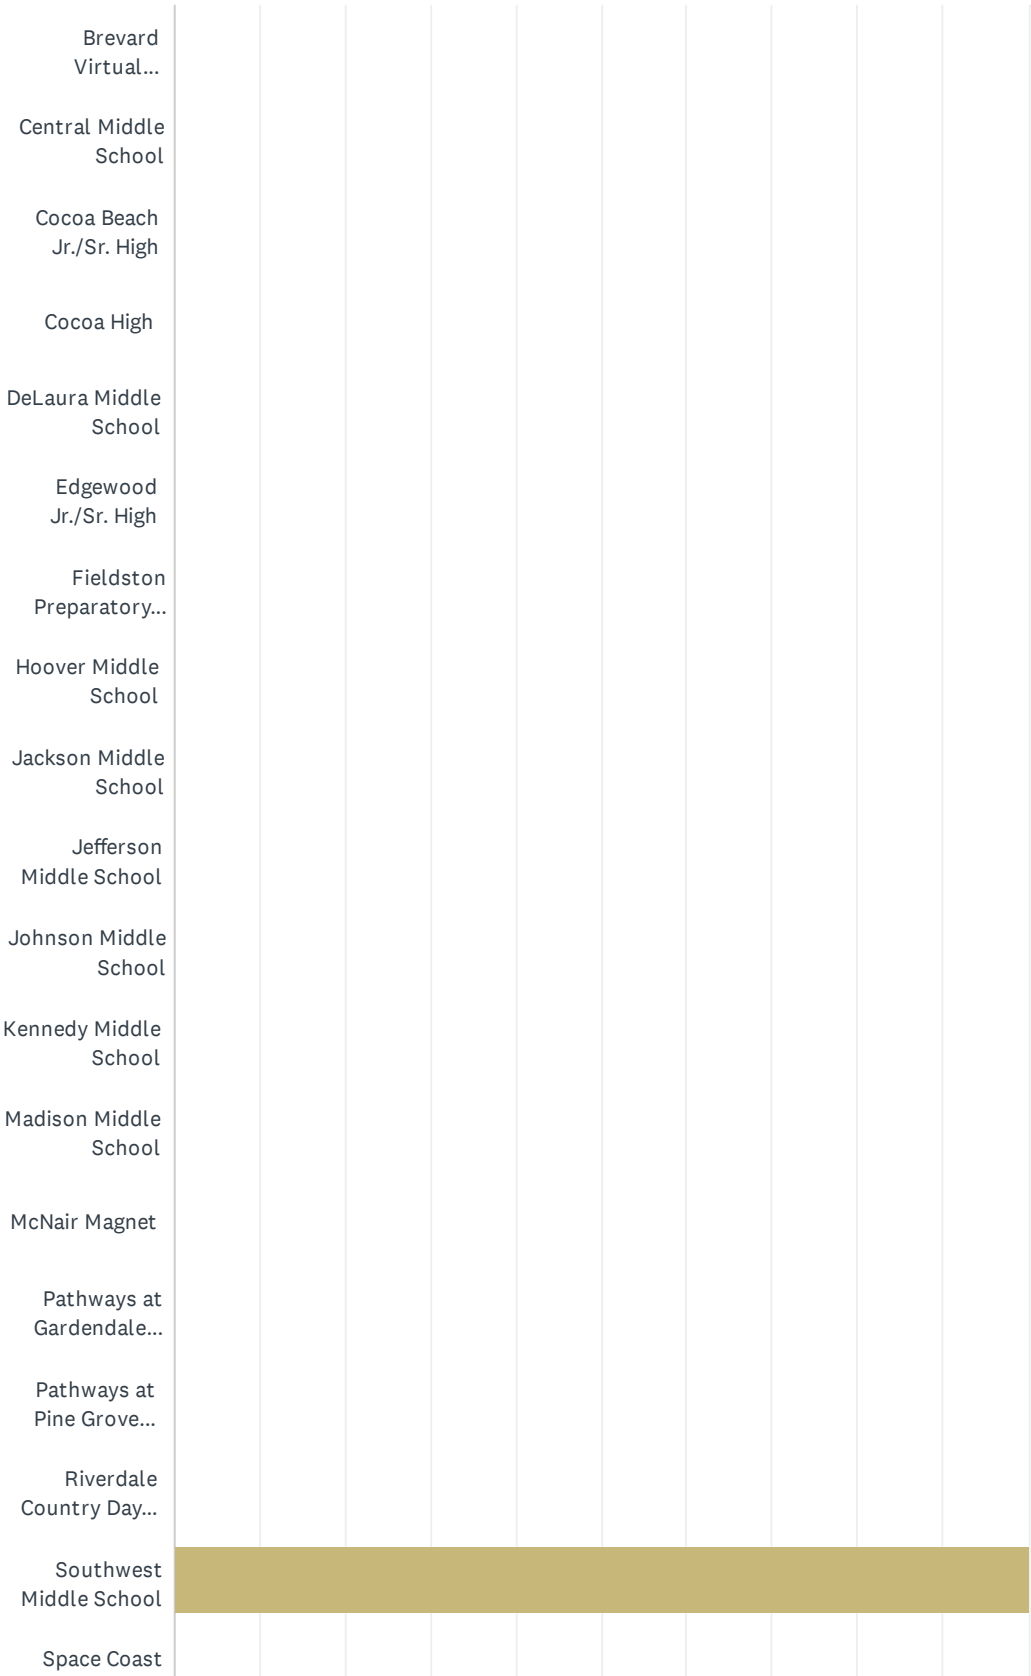 Brevard
Virtual...
Central Middle
School
Cocoa Beach
Jr./Sr. High
Cocoa High
DeLaura Middle
School
Edgewood
Jr./Sr. High
Fieldston
Preparatory...
Hoover Middle
School
Jackson Middle
School
Jefferson
Middle School
Johnson Middle
School
Kennedy Middle
School
Madison Middle
School
McNair Magnet
Pathways at
Gardendale...
Pathways at
Pine Grove...
Riverdale
Country Day...
Southwest
Middle School
Space Coast